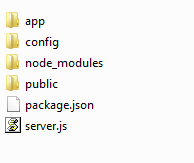 app
config
node_modules
public
package.json
server.js